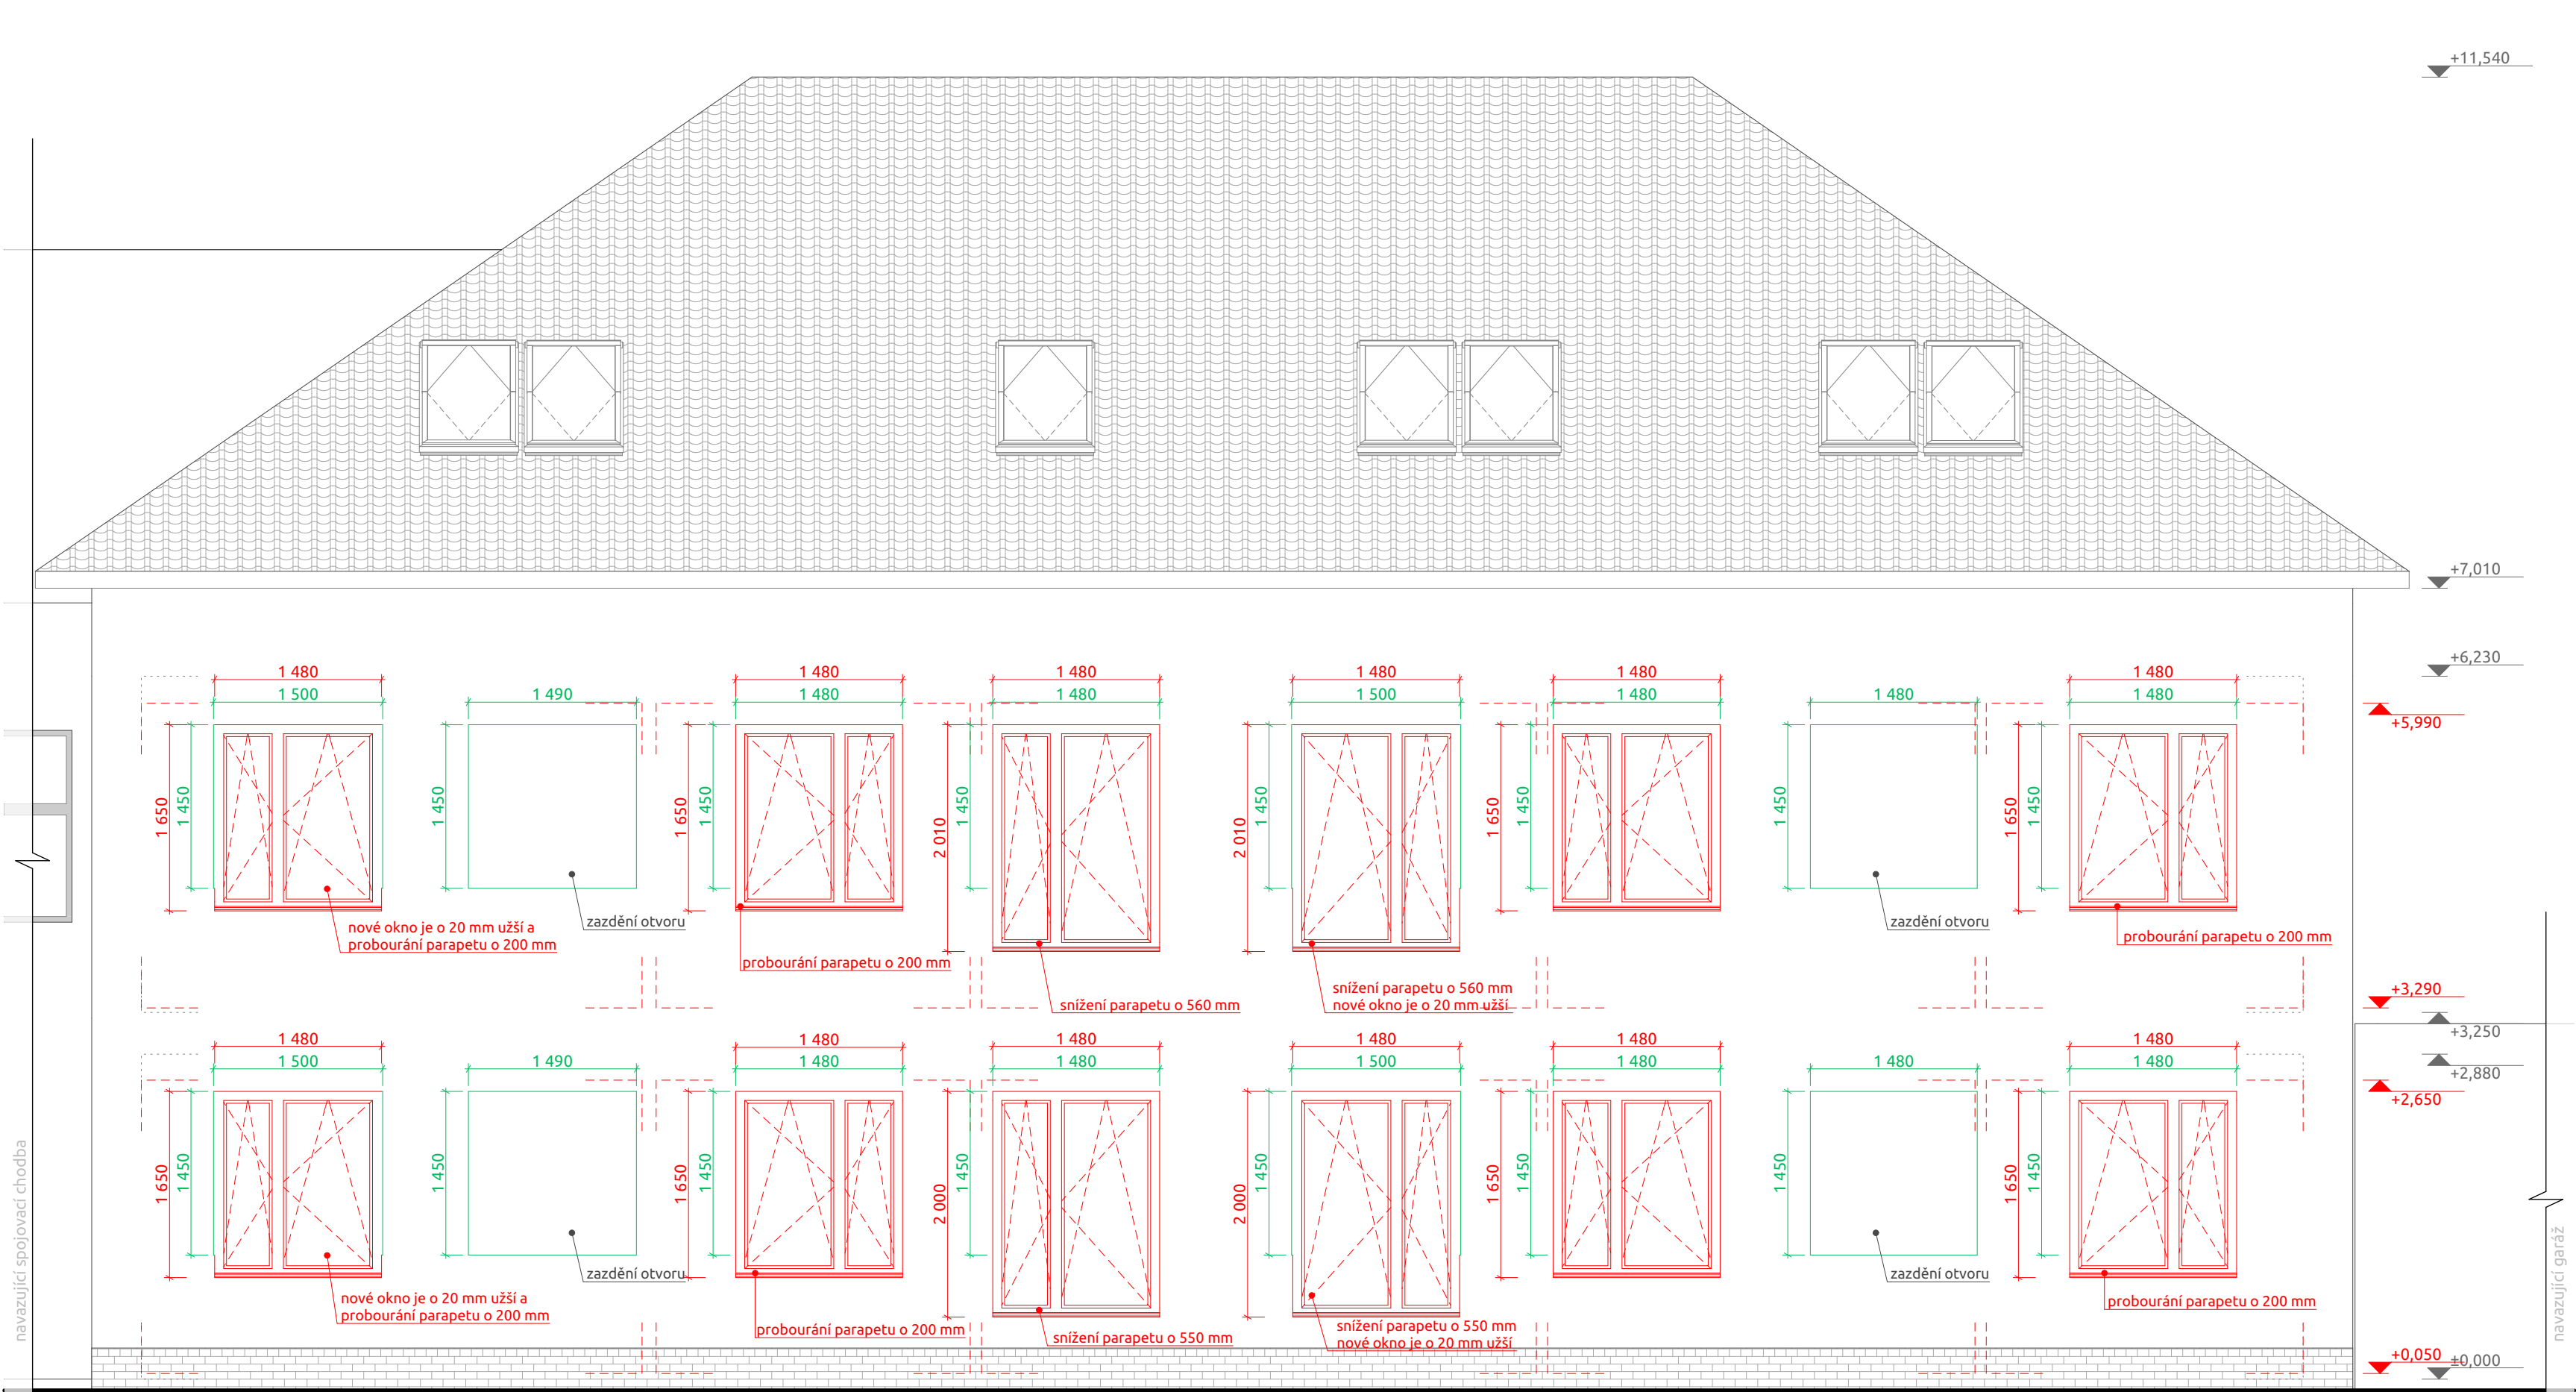 +11,540
+7,010
+6,230
1 480 1 480 1 480 1 480 1 480 1 480
1 500 1 490 1 480 1 480 1 500 1 480 1 480 1 480
+5,990
1 650 1 450 1 450 1 650 1 450 2 010 1 450 2 010 1 450 1 650 1 450 1 450 1 650 1 450
nové okno je o 20 mm užší a
probourání parapetu o 200 mm
zazdění otvoru
probourání parapetu o 200 mm
snížení parapetu o 560 mm
snížení parapetu o 560 mm
nové okno je o 20 mm užší
zazdění otvoru
probourání parapetu o 200 mm
+3,290
+3,250
+2,880
+2,650
1 480 1 480 1 480 1 480 1 480 1 480
1 500 1 490 1 480 1 480 1 500 1 480 1 480 1 480
1 650 1 450 1 450 1 650 1 450 2 000 1 450 2 000 1 450 1 650 1 450 1 450 1 650 1 450
nové okno je o 20 mm užší a
probourání parapetu o 200 mm
zazdění otvoru
probourání parapetu o 200 mm
snížení parapetu o 550 mm
snížení parapetu o 550 mm
nové okno je o 20 mm užší
zazdění otvoru
probourání parapetu o 200 mm
+0,050
±0,000
navazující spojovací chodba
navazující garáž